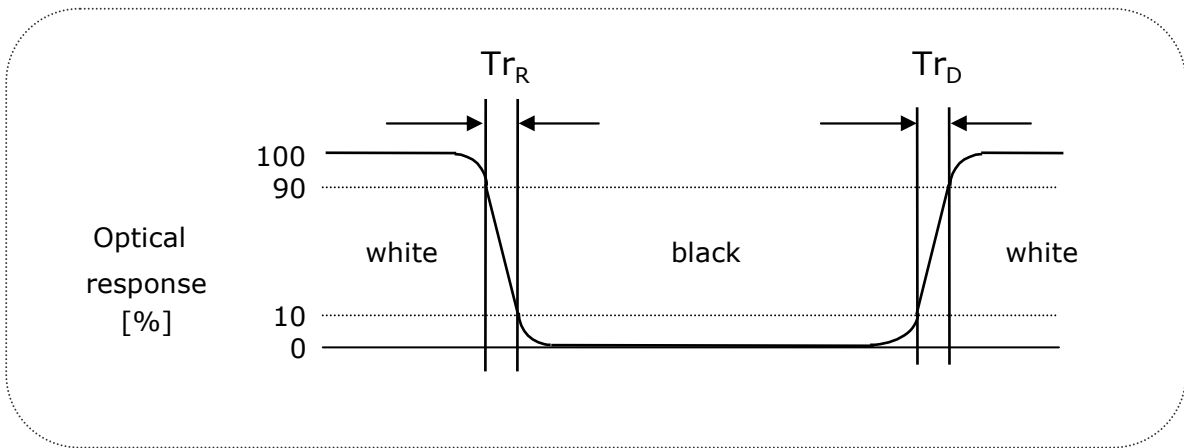 Tr_R Tr_D
100
90
Optical
response
[%]
white black white
10
0